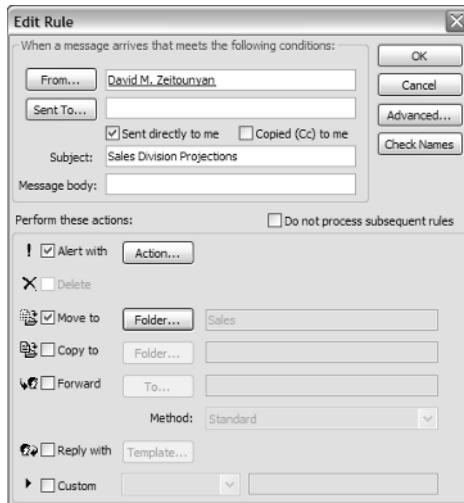 Edit Rule
When a message arrives that meets the following conditions:
OK
From...
David M. Zeitounyan
Cancel
Sent To...
Advanced...
Sent directly to me
Copied (Cc) to me
Check Names
Subject:
Sales Division Projections
Message body:
Perform these actions:
Do not process subsequent rules
Alert with
Action...
Delete
Move to
Folder...
Sales
Copy to
Folder...
Forward
To...
Method:
Standard
Reply with
Template...
Custom